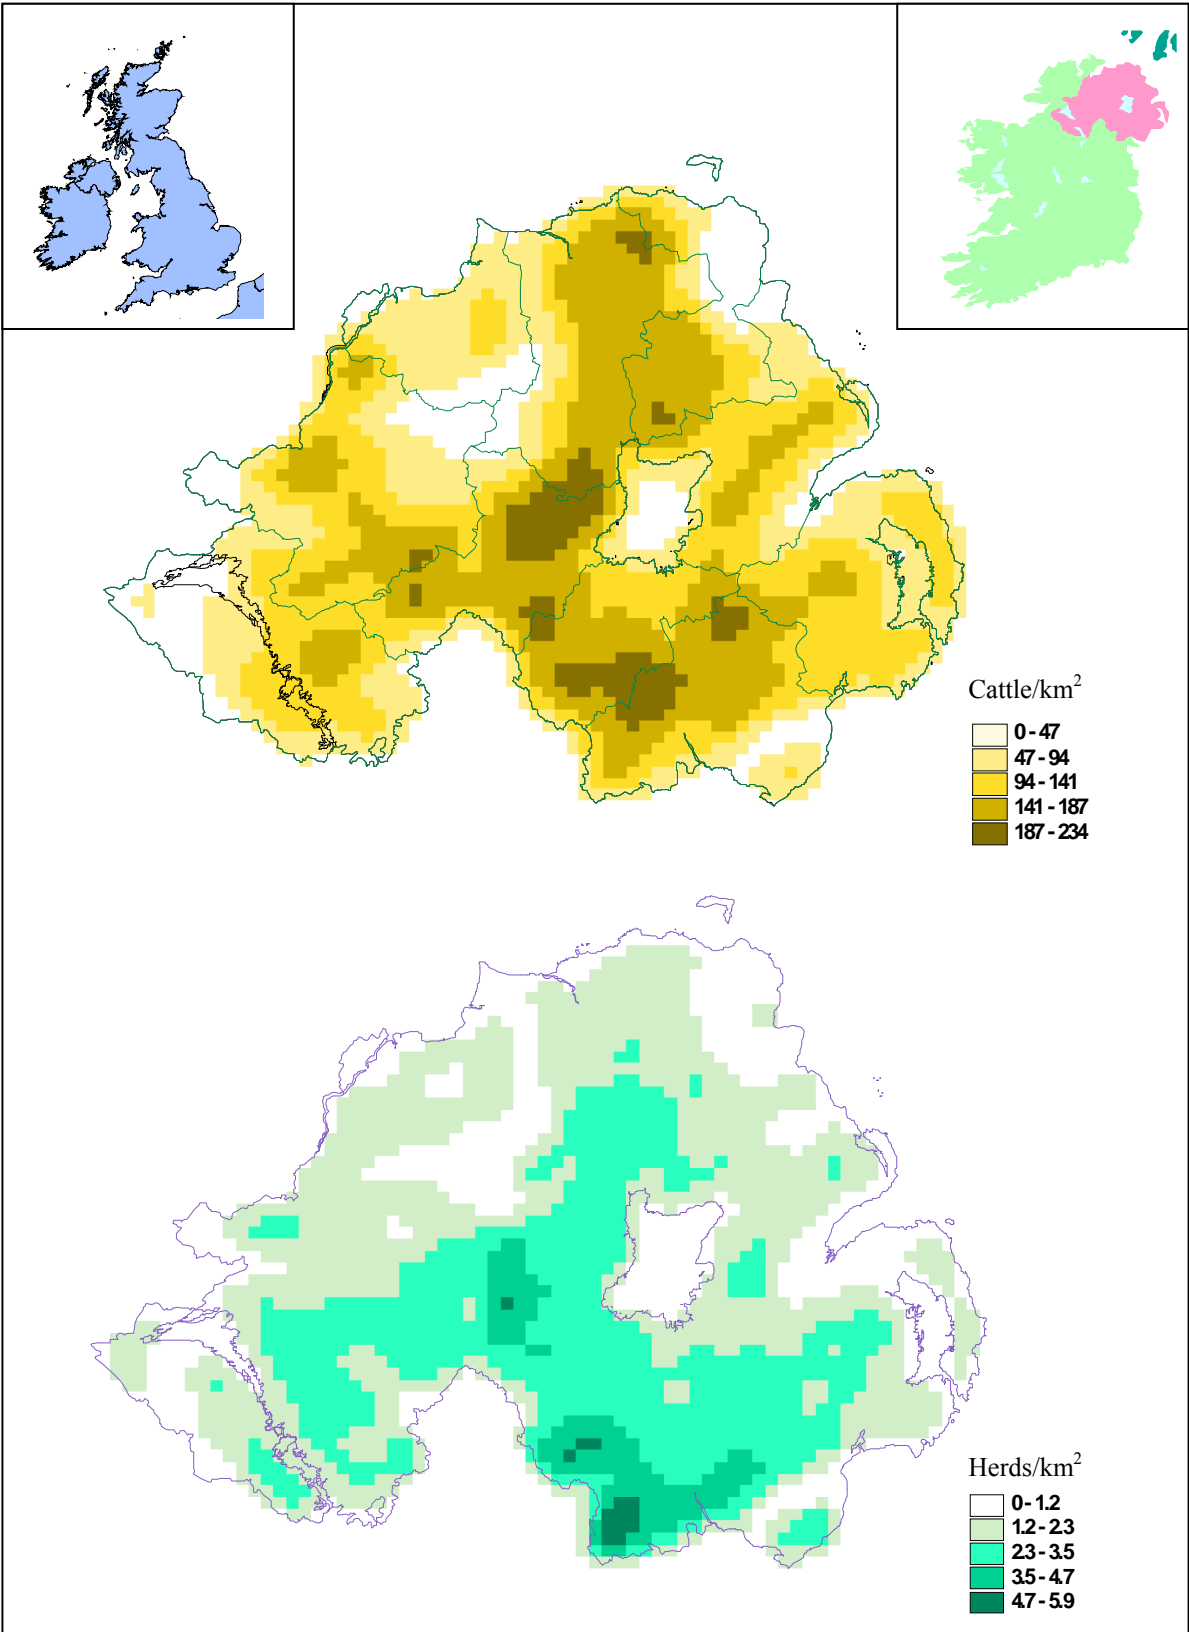 Cattle/km²
0 - 47
47 - 94
94 - 141
141 - 187
187 - 234
Herds/km²
0 - 1.2
1.2 - 2.3
2.3 - 3.5
3.5 - 4.7
4.7 - 5.9